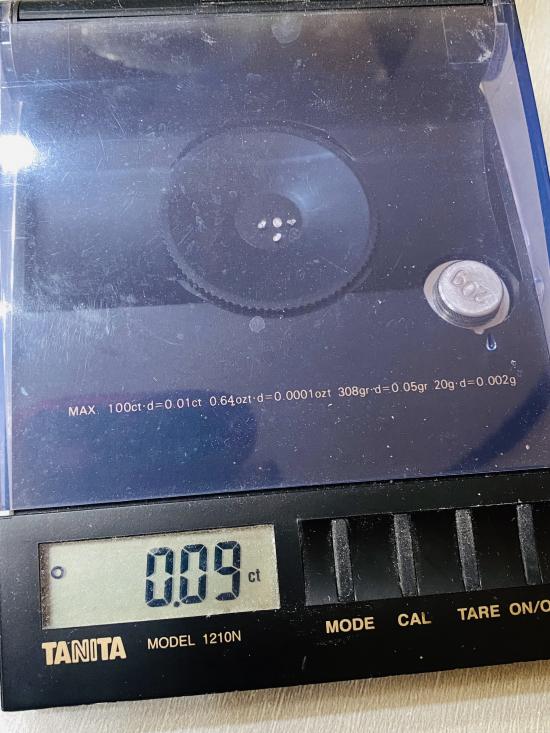 20g
MAX 100ct·d=0.01ct 0.64ozt·d=0.0001ozt 308gr·d=0.05gr 20g·d=0.002g
0.09 ct
TANITA MODEL 1210N
MODE CAL TARE ON/O